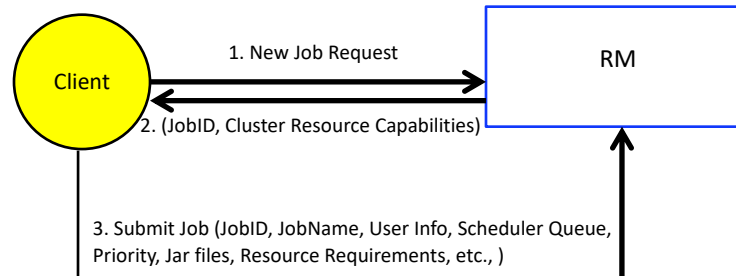 1. New Job Request
Client
RM
2. (JobID, Cluster Resource Capabilities)
3. Submit Job (JobID, JobName, User Info, Scheduler Queue,
Priority, Jar files, Resource Requirements, etc., )